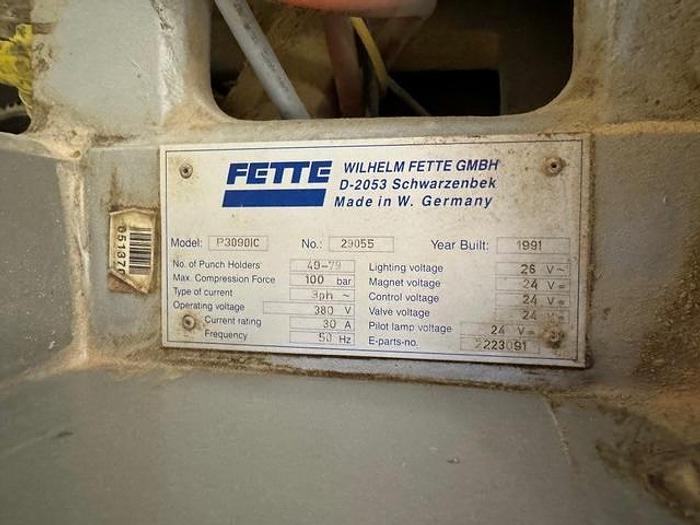 FETTE
WILHELM FETTE GMBH
D-2053 Schwarzenbek
Made in W. Germany
Model: P3090IC No.: 29055 Year Built: 1991
No. of Punch Holders 49-79
Max. Compression Force 100 bar
Type of current 3ph ~
Operating voltage 380 V
Current rating 30 A
Frequency 50 Hz
Lighting voltage 26 V~
Magnet voltage 24 V=
Control voltage 24 V=
Valve voltage 24 V=
Pilot lamp voltage 24 V=
E-parts-no. 2223091
051370